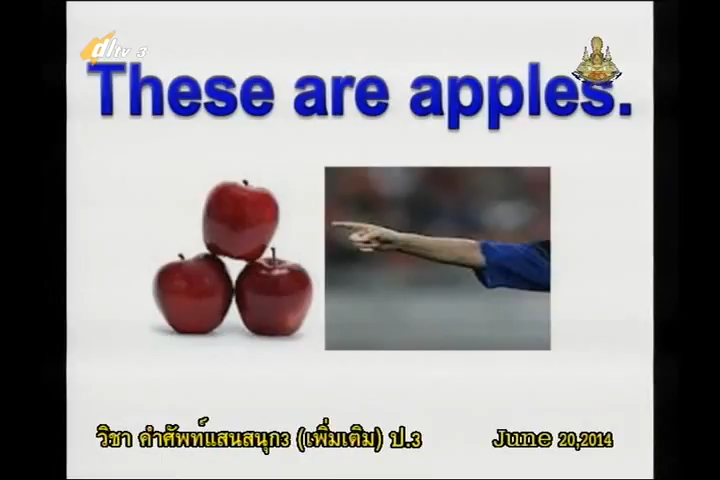 dltv 3
These are apples.
วิชา คำศัพท์แสนสนุก3 (เพิ่มเติม) ป.3
June 20,2014